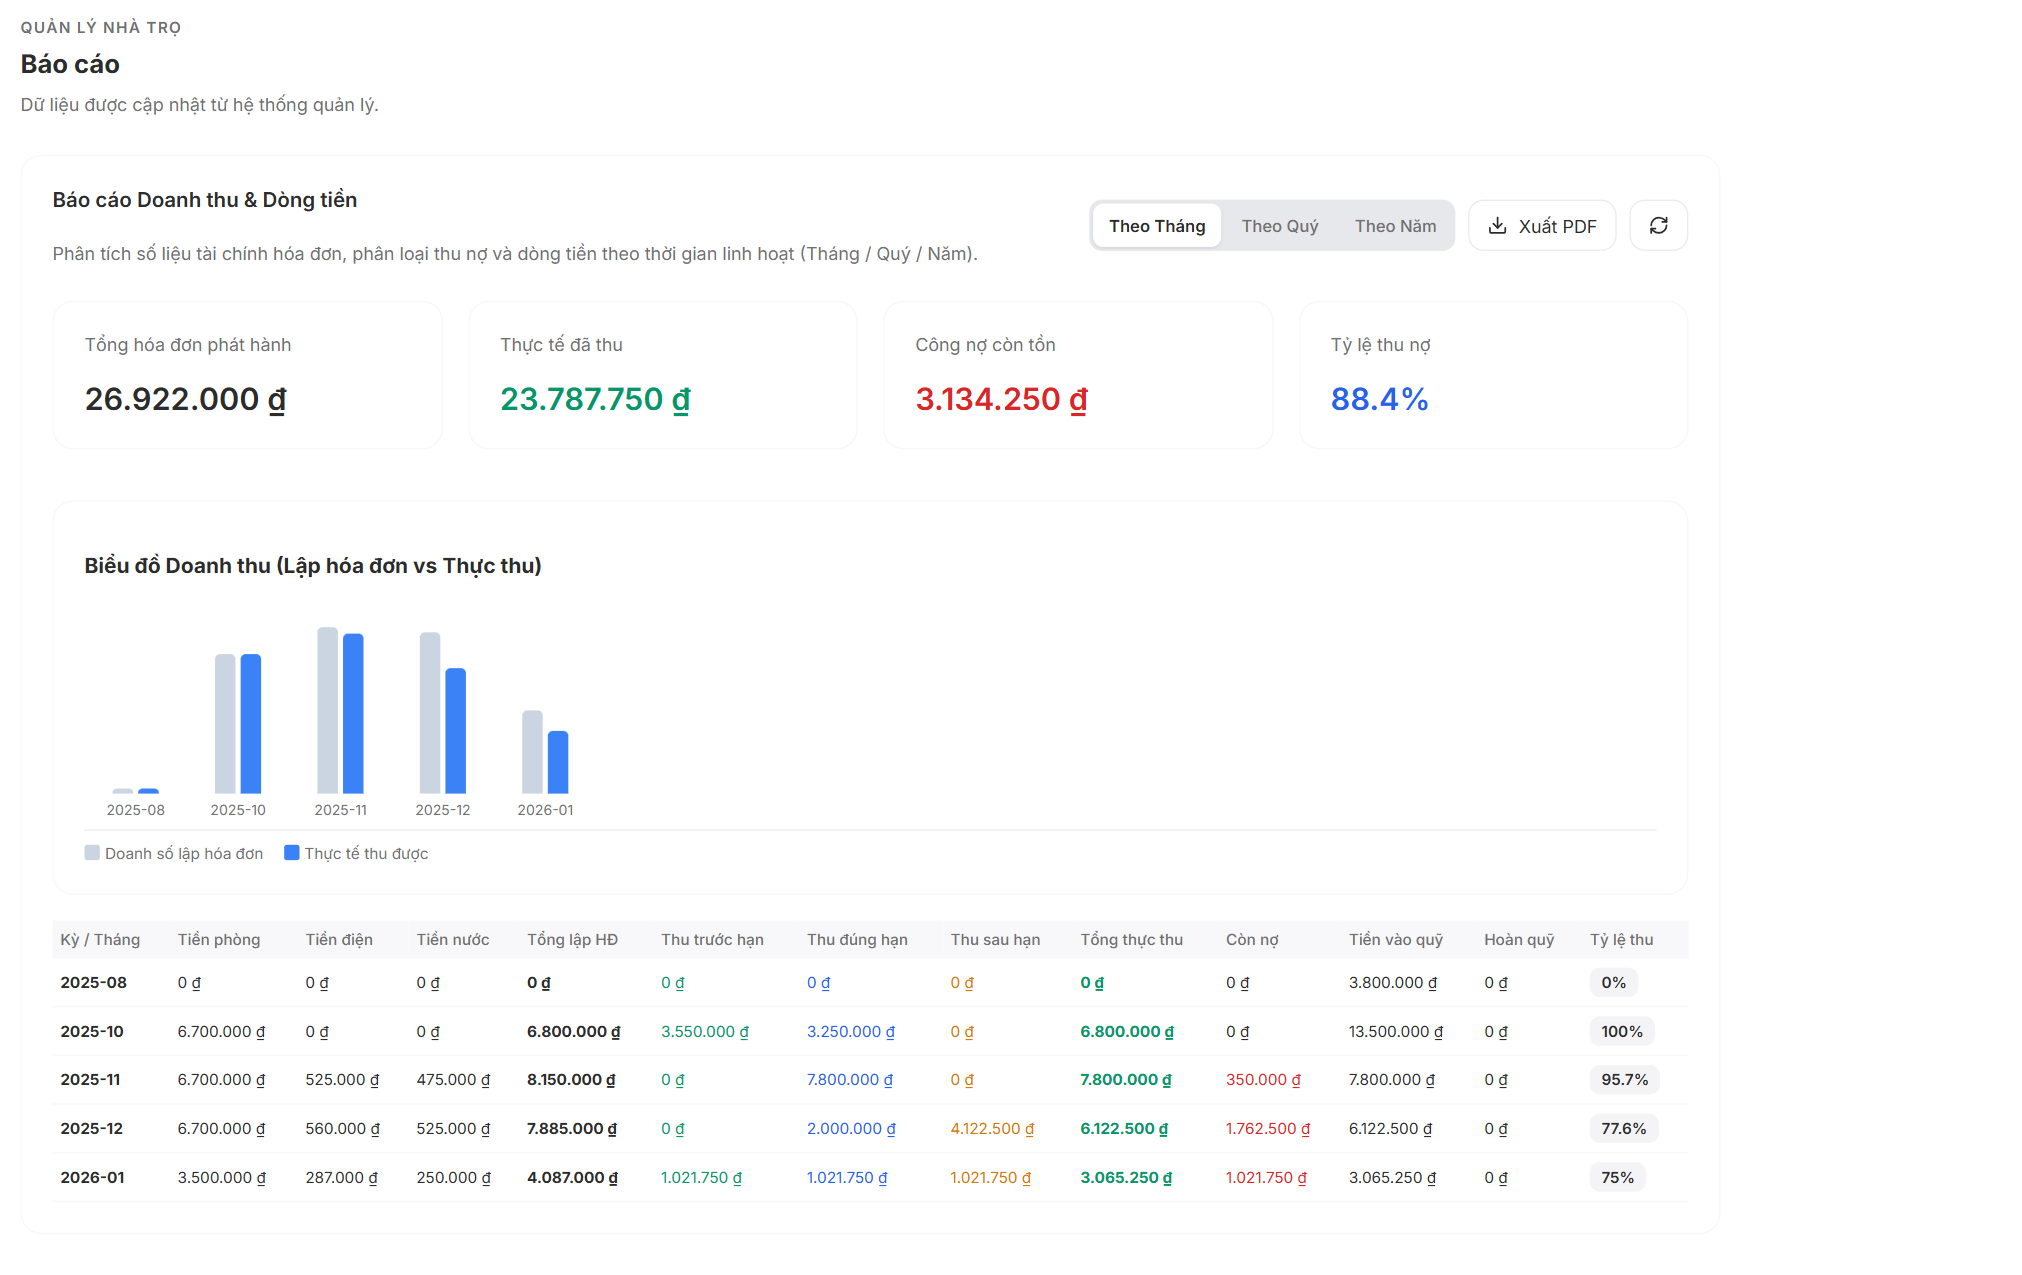 QUẢN LÝ NHÀ TRỌ
Báo cáo
Dữ liệu được cập nhật từ hệ thống quản lý.
Báo cáo Doanh thu & Dòng tiền
Phân tích số liệu tài chính hóa đơn, phân loại thu nợ và dòng tiền theo thời gian linh hoạt (Tháng / Quý / Năm).
Theo Tháng Theo Quý Theo Năm Xuất PDF
Tổng hóa đơn phát hành Thực tế đã thu Công nợ còn tồn Tỷ lệ thu nợ
26.922.000 ₫ 23.787.750 ₫ 3.134.250 ₫ 88.4%
Biểu đồ Doanh thu (Lập hóa đơn vs Thực thu)
2025-08 2025-10 2025-11 2025-12 2026-01
Doanh số lập hóa đơn Thực tế thu được
Kỳ / Tháng Tiền phòng Tiền điện Tiền nước Tổng lập HĐ Thu trước hạn Thu đúng hạn Thu sau hạn Tổng thực thu Còn nợ Tiền vào quỹ Hoàn quỹ Tỷ lệ thu
2025-08 0 ₫ 0 ₫ 0 ₫ 0 ₫ 0 ₫ 0 ₫ 0 ₫ 0 ₫ 0 ₫ 3.800.000 ₫ 0 ₫ 0%
2025-10 6.700.000 ₫ 0 ₫ 0 ₫ 6.800.000 ₫ 3.550.000 ₫ 3.250.000 ₫ 0 ₫ 6.800.000 ₫ 0 ₫ 13.500.000 ₫ 0 ₫ 100%
2025-11 6.700.000 ₫ 525.000 ₫ 475.000 ₫ 8.150.000 ₫ 0 ₫ 7.800.000 ₫ 0 ₫ 7.800.000 ₫ 350.000 ₫ 7.800.000 ₫ 0 ₫ 95.7%
2025-12 6.700.000 ₫ 560.000 ₫ 525.000 ₫ 7.885.000 ₫ 0 ₫ 2.000.000 ₫ 4.122.500 ₫ 6.122.500 ₫ 1.762.500 ₫ 6.122.500 ₫ 0 ₫ 77.6%
2026-01 3.500.000 ₫ 287.000 ₫ 250.000 ₫ 4.087.000 ₫ 1.021.750 ₫ 1.021.750 ₫ 1.021.750 ₫ 3.065.250 ₫ 1.021.750 ₫ 3.065.250 ₫ 0 ₫ 75%